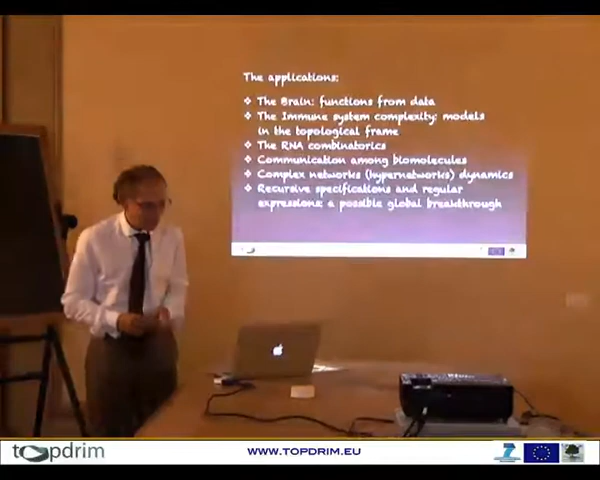 The applications:
❖ The Brain: functions from data
❖ The Immune system complexity: models
in the topological frame
❖ The RNA combinatorics
❖ Communication among biomolecules
❖ Complex networks (hypernetworks) dynamics
❖ Recursive specifications and regular
expressions: a possible global breakthrough
topdrim
WWW.TOPDRIM.EU